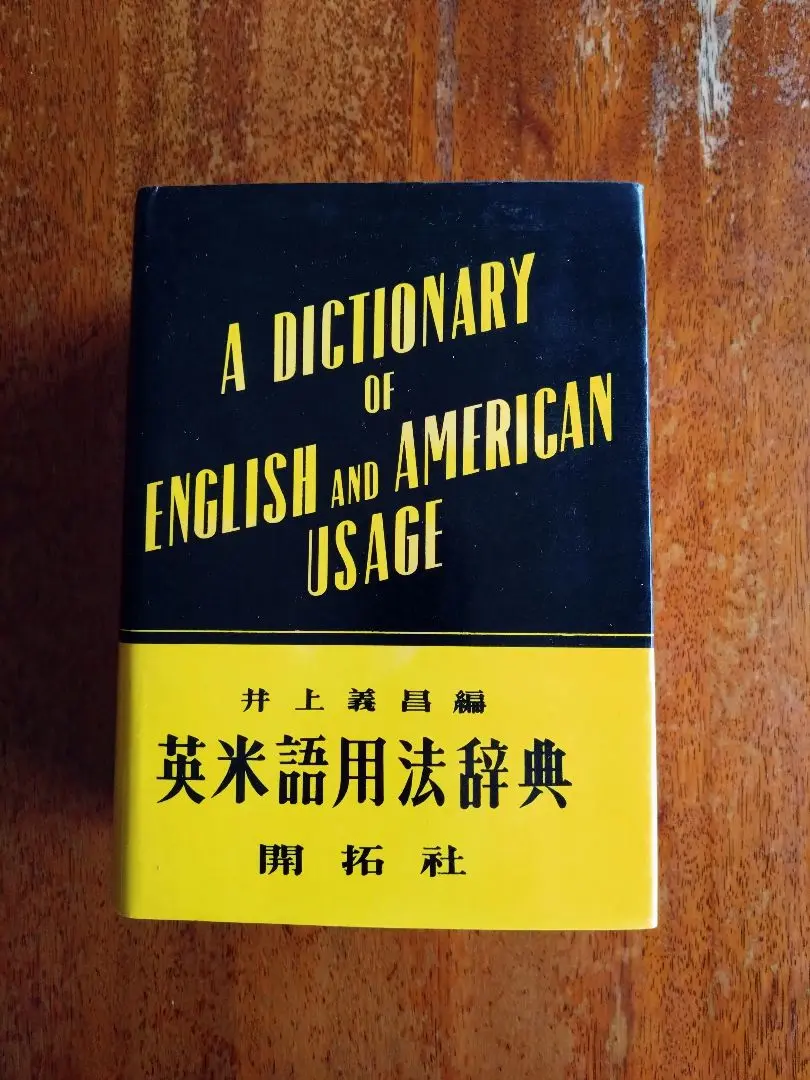 A DICTIONARY
OF
ENGLISH AND AMERICAN
USAGE
井上義昌編
英米語用法辞典
開拓社